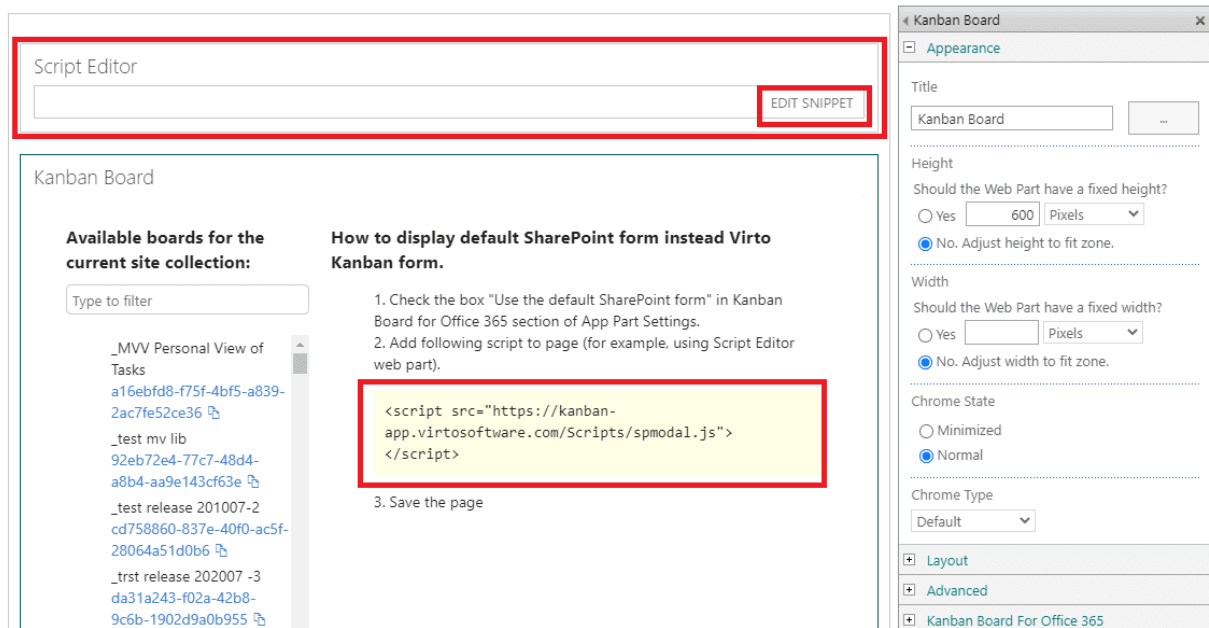 Script Editor
EDIT SNIPPET
Kanban Board
Available boards for the
current site collection:
Type to filter
_MVV Personal View of
Tasks
a16ebfd8-f75f-4bf5-a839-
2ac7fe52ce36
_test mv lib
92eb72e4-77c7-48d4-
a8b4-aa9e143cf63e
_test release 201007-2
cd758860-837e-40f0-ac5f-
28064a51d0b6
_trst release 202007 -3
da31a243-f02a-42b8-
9c6b-1902d9a0b955
How to display default SharePoint form instead Virto
Kanban form.
1. Check the box "Use the default SharePoint form" in Kanban
Board for Office 365 section of App Part Settings.
2. Add following script to page (for example, using Script Editor
web part).
<script src="https://kanban-
app.virtosoftware.com/Scripts/spmodal.js">
</script>
3. Save the page
Kanban Board
Appearance
Title
Kanban Board
...
Height
Should the Web Part have a fixed height?
Yes 600 Pixels
No. Adjust height to fit zone.
Width
Should the Web Part have a fixed width?
Yes Pixels
No. Adjust width to fit zone.
Chrome State
Minimized
Normal
Chrome Type
Default
Layout
Advanced
Kanban Board For Office 365